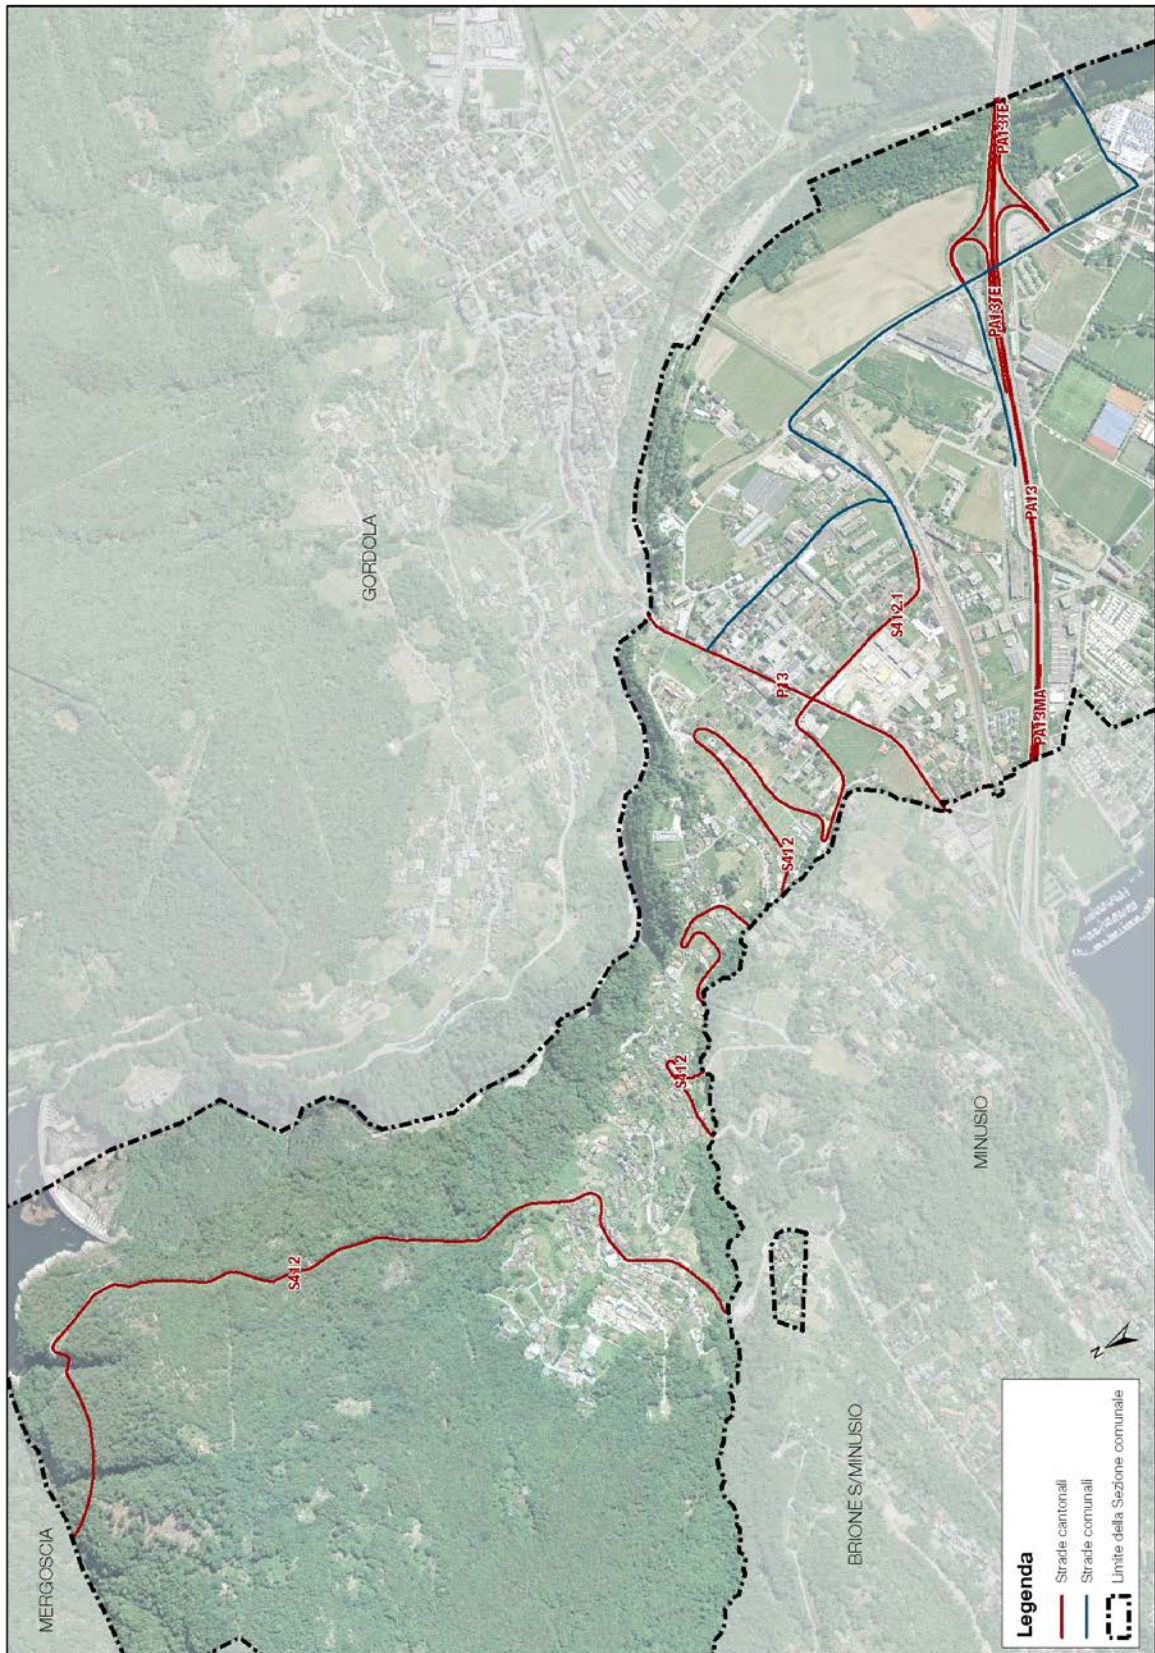 MERGOSCIA
GORDOLA
BRIONE S/MINUSIO
MINUSIO
S412
S412
S412
P13
S412.1
PA13MA
PA13
PA13TE
PA13TE
N
Legenda
Strade cantonali
Strade comunali
Limite della Sezione comunale